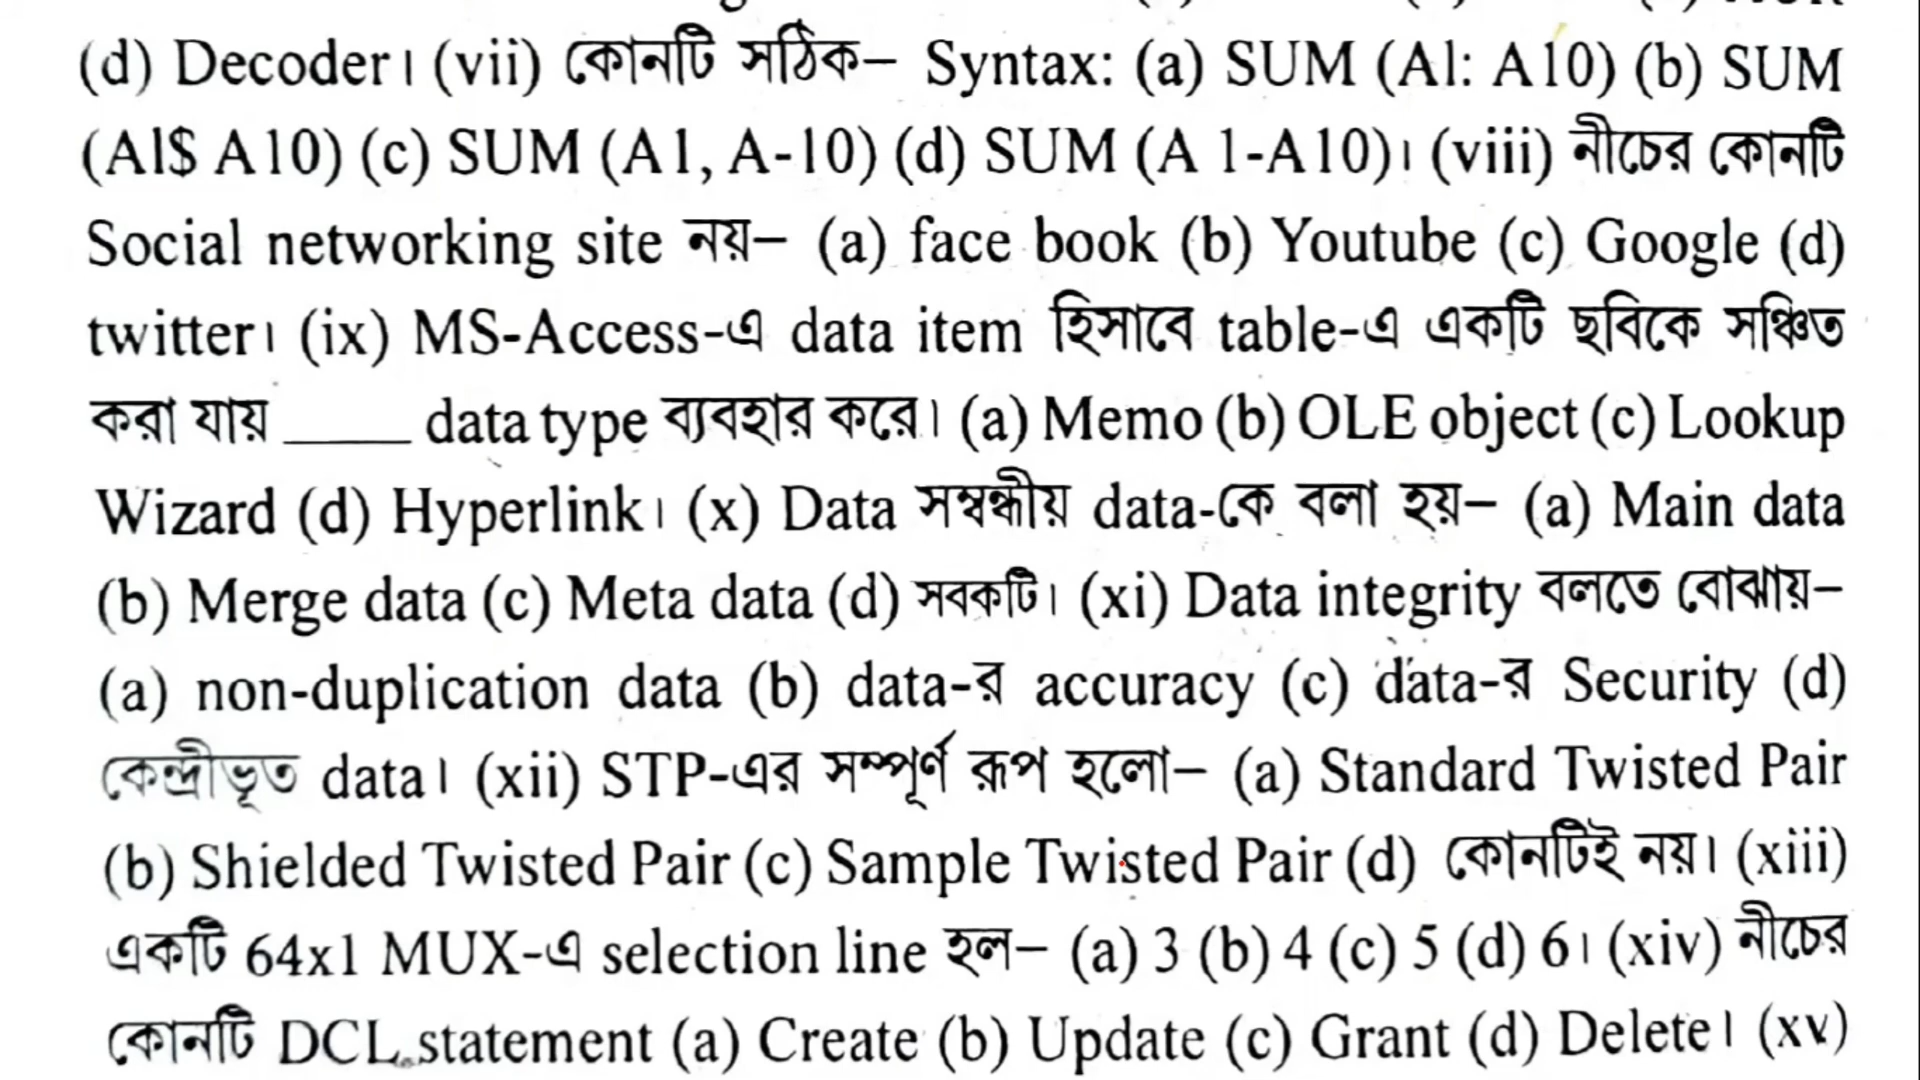 (d) Decoder। (vii) কোনটি সঠিক– Syntax: (a) SUM (Al: A10) (b) SUM
(Al$ A10) (c) SUM (A1, A-10) (d) SUM (A 1-A10)। (viii) নীচের কোনটি
Social networking site নয়– (a) face book (b) Youtube (c) Google (d)
twitter। (ix) MS-Access-এ data item হিসাবে table-এ একটি ছবিকে সঞ্চিত
করা যায় _____ data type ব্যবহার করে। (a) Memo (b) OLE object (c) Lookup
Wizard (d) Hyperlink। (x) Data সম্বন্ধীয় data-কে বলা হয়– (a) Main data
(b) Merge data (c) Meta data (d) সবকটি। (xi) Data integrity বলতে বোঝায়–
(a) non-duplication data (b) data-র accuracy (c) data-র Security (d)
কেন্দ্রীভূত data। (xii) STP-এর সম্পূর্ণ রূপ হলো– (a) Standard Twisted Pair
(b) Shielded Twisted Pair (c) Sample Twisted Pair (d) কোনটিই নয়। (xiii)
একটি 64x1 MUX-এ selection line হল– (a) 3 (b) 4 (c) 5 (d) 6। (xiv) নীচের
কোনটি DCL statement (a) Create (b) Update (c) Grant (d) Delete। (xv)